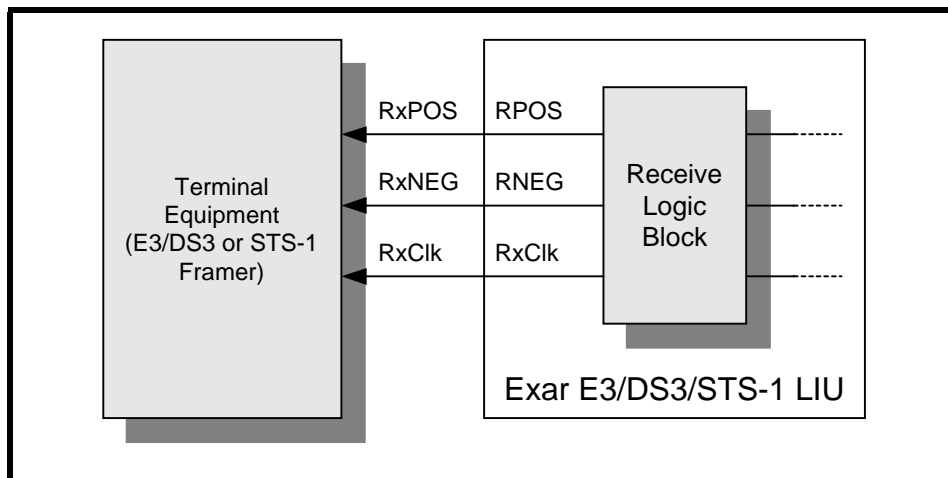 Terminal
Equipment
(E3/DS3 or STS-1
Framer)
RxPOS
RPOS
RxNEG
RNEG
RxClk
RxClk
Receive
Logic
Block
Exar E3/DS3/STS-1 LIU